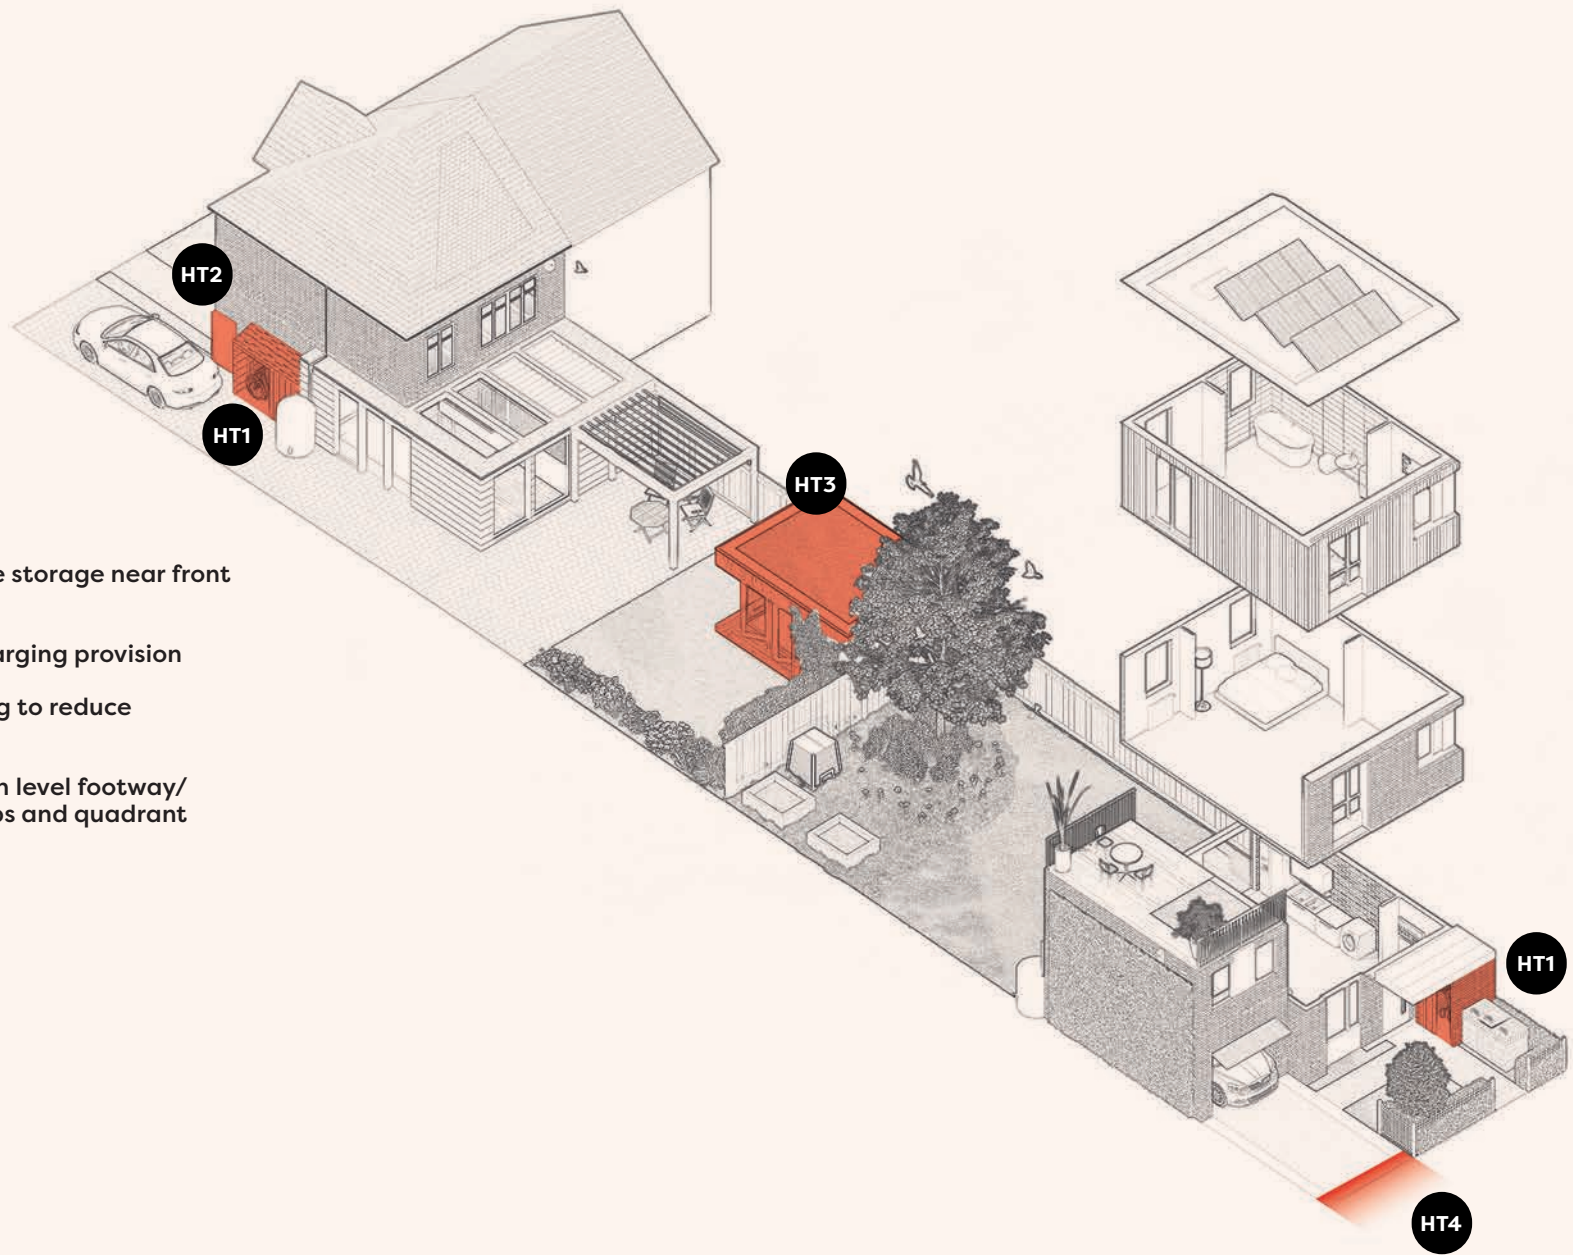 HT2
HT1
HT3
e storage near front
arging provision
g to reduce
n level footway/
os and quadrant
HT1
HT4